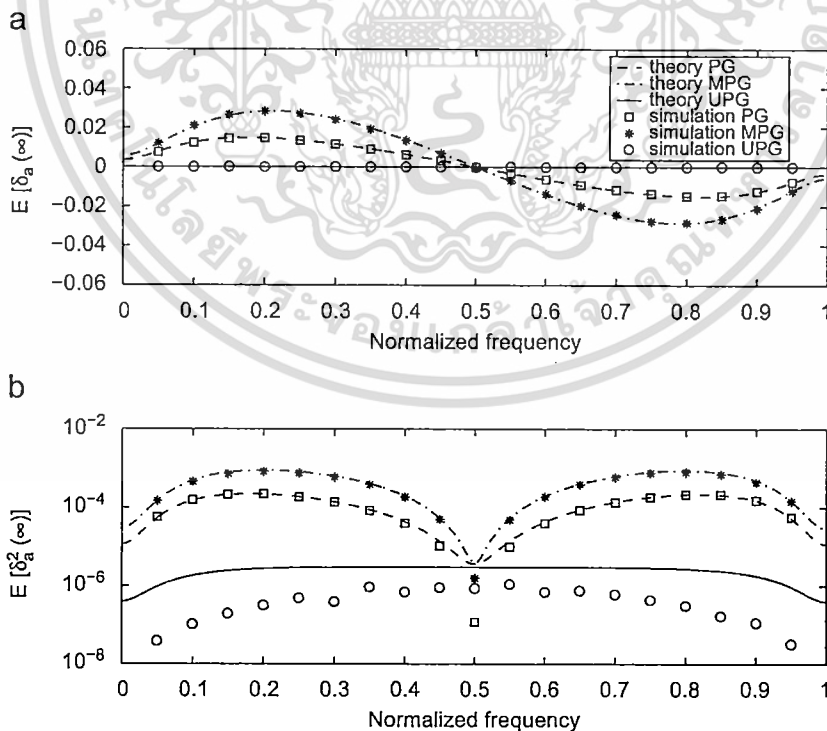 a
0.06
0.04
0.02
0
−0.02
−0.04
−0.06
E [δₐ (∞)]
theory PG
theory MPG
theory UPG
simulation PG
simulation MPG
simulation UPG
0 0.1 0.2 0.3 0.4 0.5 0.6 0.7 0.8 0.9 1
Normalized frequency
b
10⁻²
10⁻⁴
10⁻⁶
10⁻⁸
E [δₐ² (∞)]
0 0.1 0.2 0.3 0.4 0.5 0.6 0.7 0.8 0.9 1
Normalized frequency